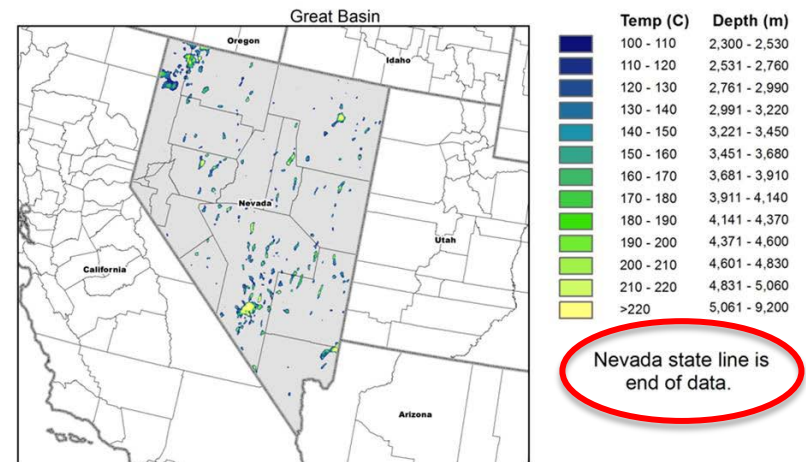 Great Basin
Oregon
Idaho
Nevada
Utah
California
Arizona
Temp (C) Depth (m)
100 - 110 2,300 - 2,530
110 - 120 2,531 - 2,760
120 - 130 2,761 - 2,990
130 - 140 2,991 - 3,220
140 - 150 3,221 - 3,450
150 - 160 3,451 - 3,680
160 - 170 3,681 - 3,910
170 - 180 3,911 - 4,140
180 - 190 4,141 - 4,370
190 - 200 4,371 - 4,600
200 - 210 4,601 - 4,830
210 - 220 4,831 - 5,060
>220 5,061 - 9,200
Nevada state line is
end of data.